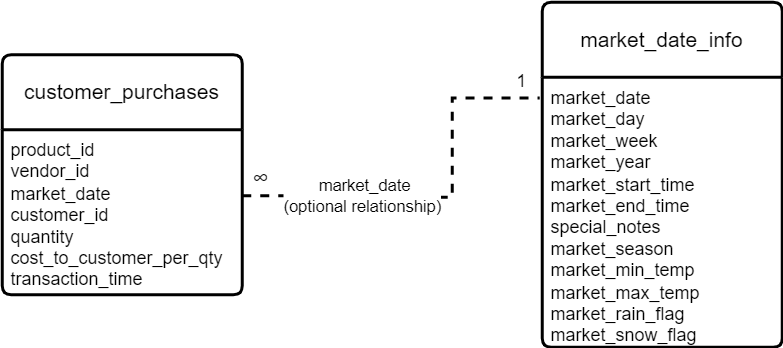 customer_purchases
product_id
vendor_id
market_date
customer_id
quantity
cost_to_customer_per_qty
transaction_time
∞
market_date
(optional relationship)
1
market_date_info
market_date
market_day
market_week
market_year
market_start_time
market_end_time
special_notes
market_season
market_min_temp
market_max_temp
market_rain_flag
market_snow_flag